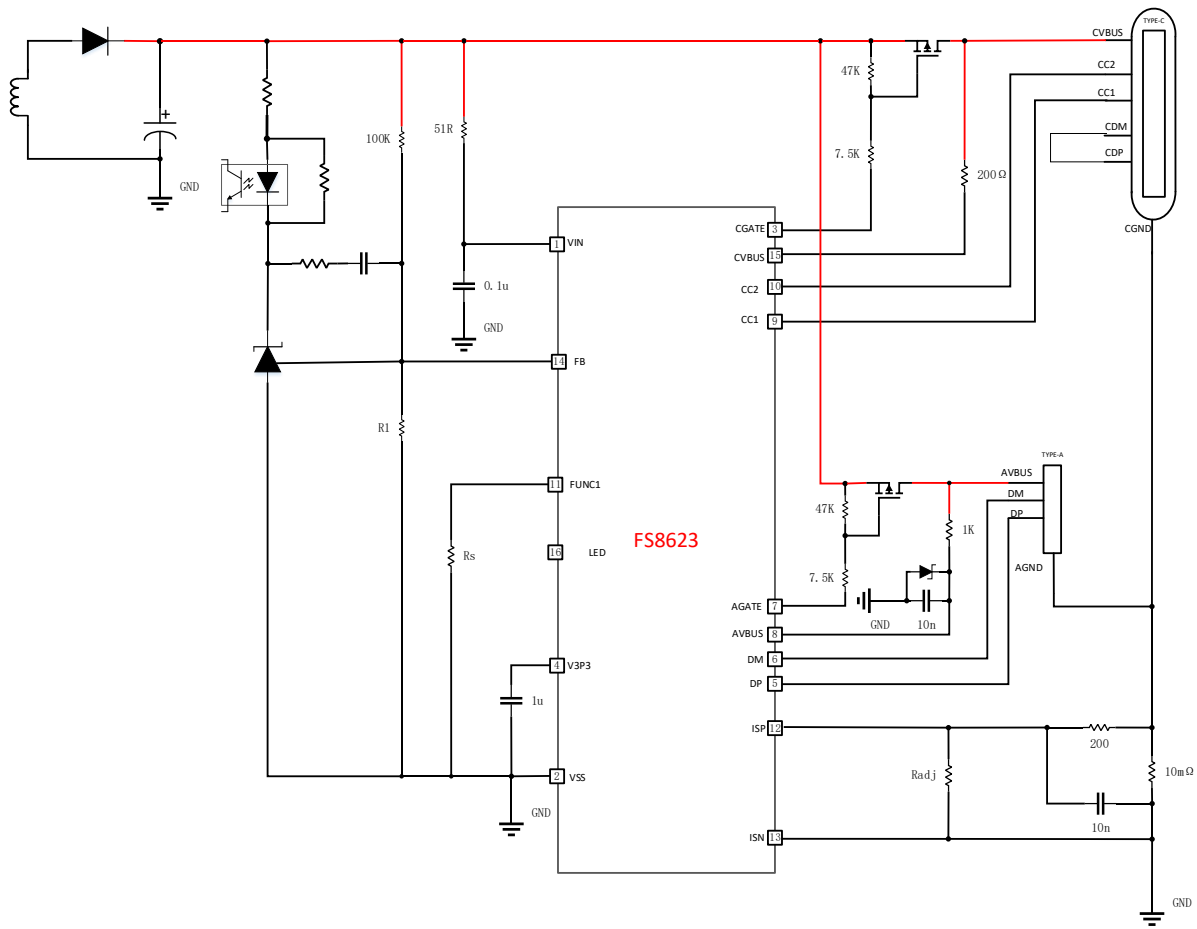 TYPE-C
CVBUS
CC2
CC1
CDM
CDP
CGND
47K
7.5K
200Ω
100K
51R
GND
+
0.1u
GND
1 VIN
14 FB
R1
11 FUNC1
Rs
16 LED
FS8623
4 V3P3
1u
2 VSS
GND
CGATE 3
CVBUS 15
CC2 10
CC1 9
TYPE-A
AVBUS
DM
DP
AGND
47K
7.5K
1K
GND
10n
AGATE 7
AVBUS 8
DM 6
DP 5
ISP 12
200
Radj
10mΩ
10n
ISN 13
GND